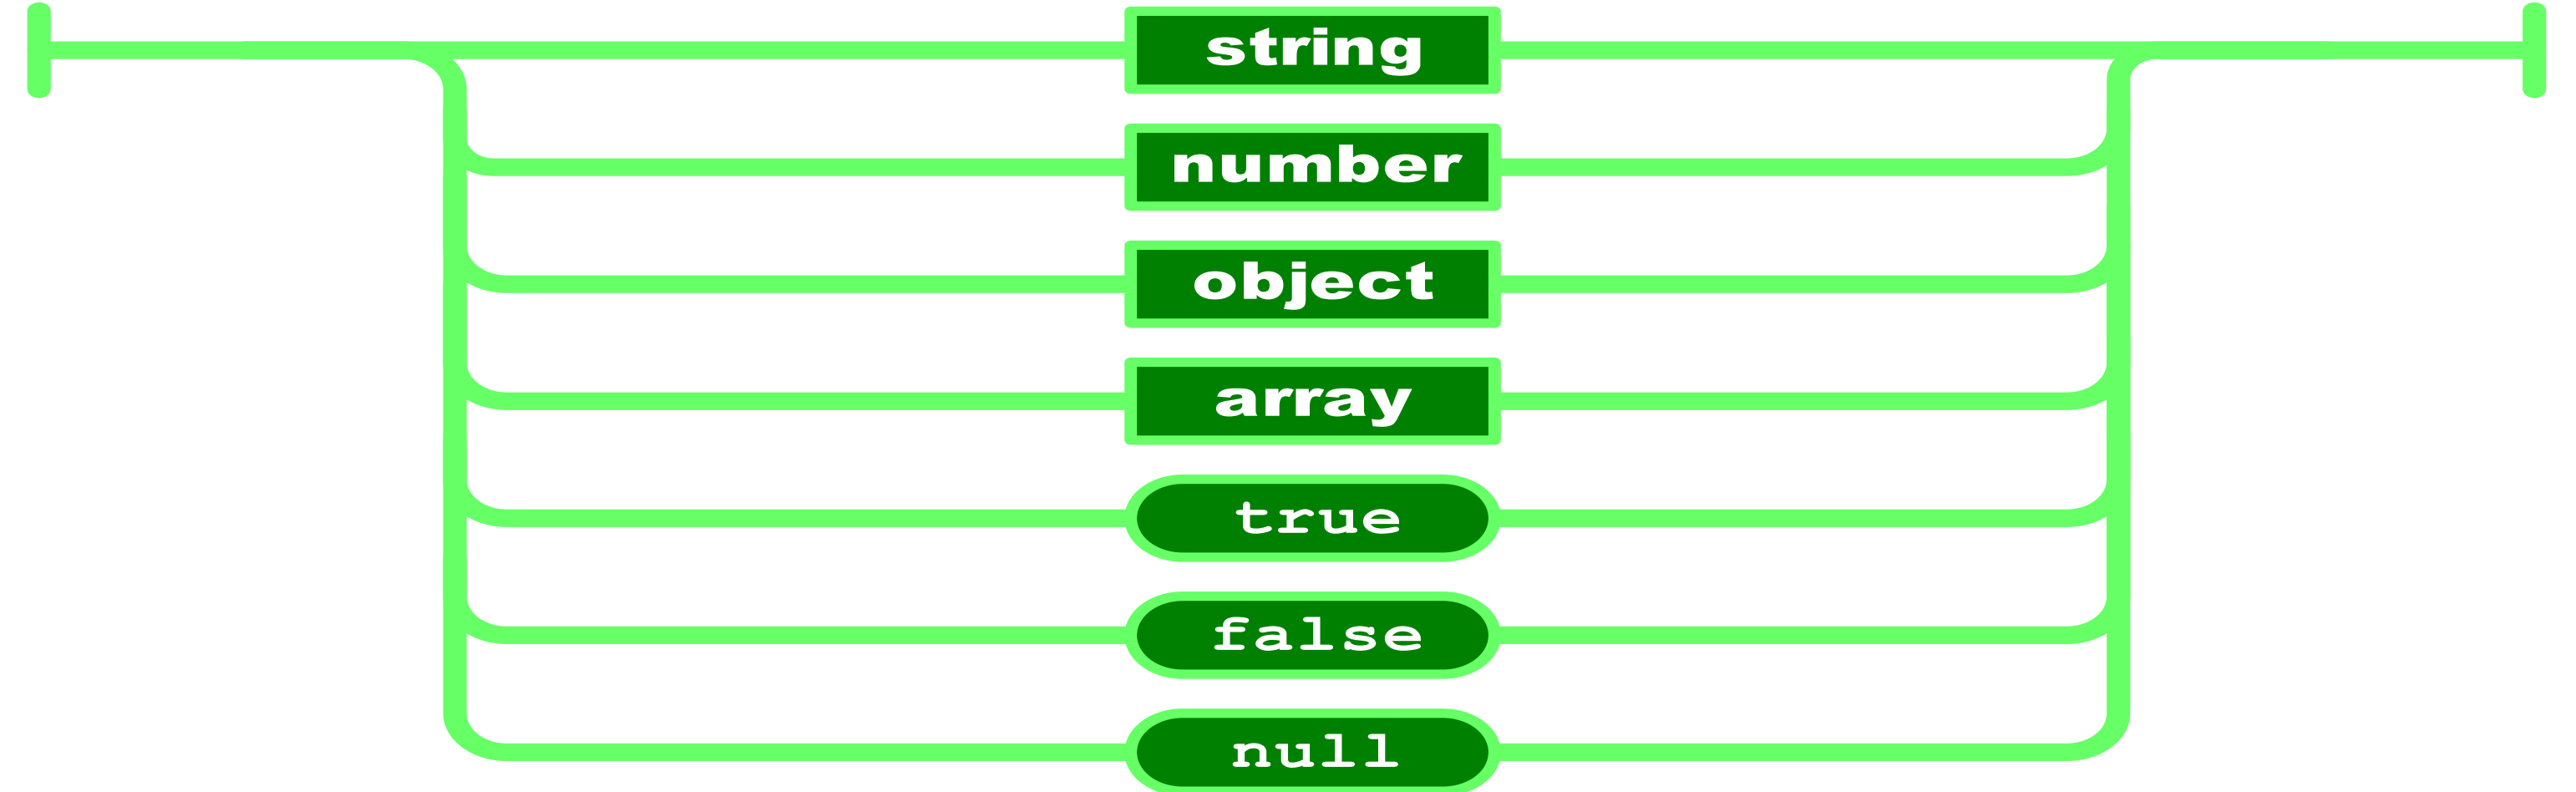 string
number
object
array
true
false
null